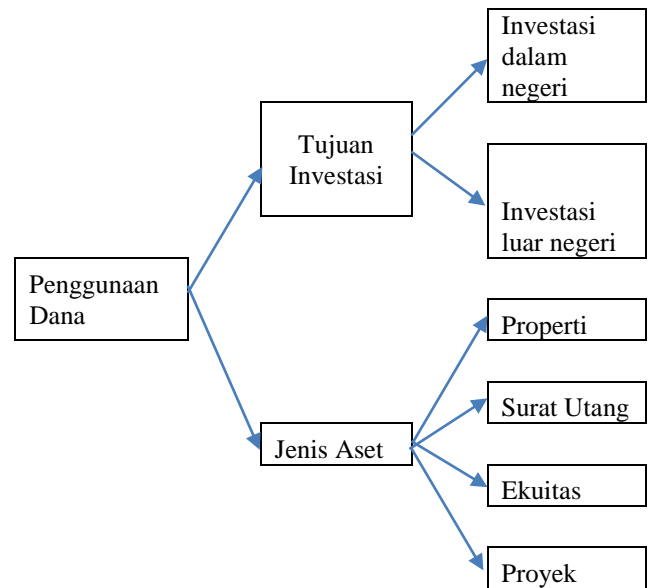 Penggunaan
Dana
Tujuan
Investasi
Investasi
dalam
negeri
Investasi
luar negeri
Jenis Aset
Properti
Surat Utang
Ekuitas
Proyek